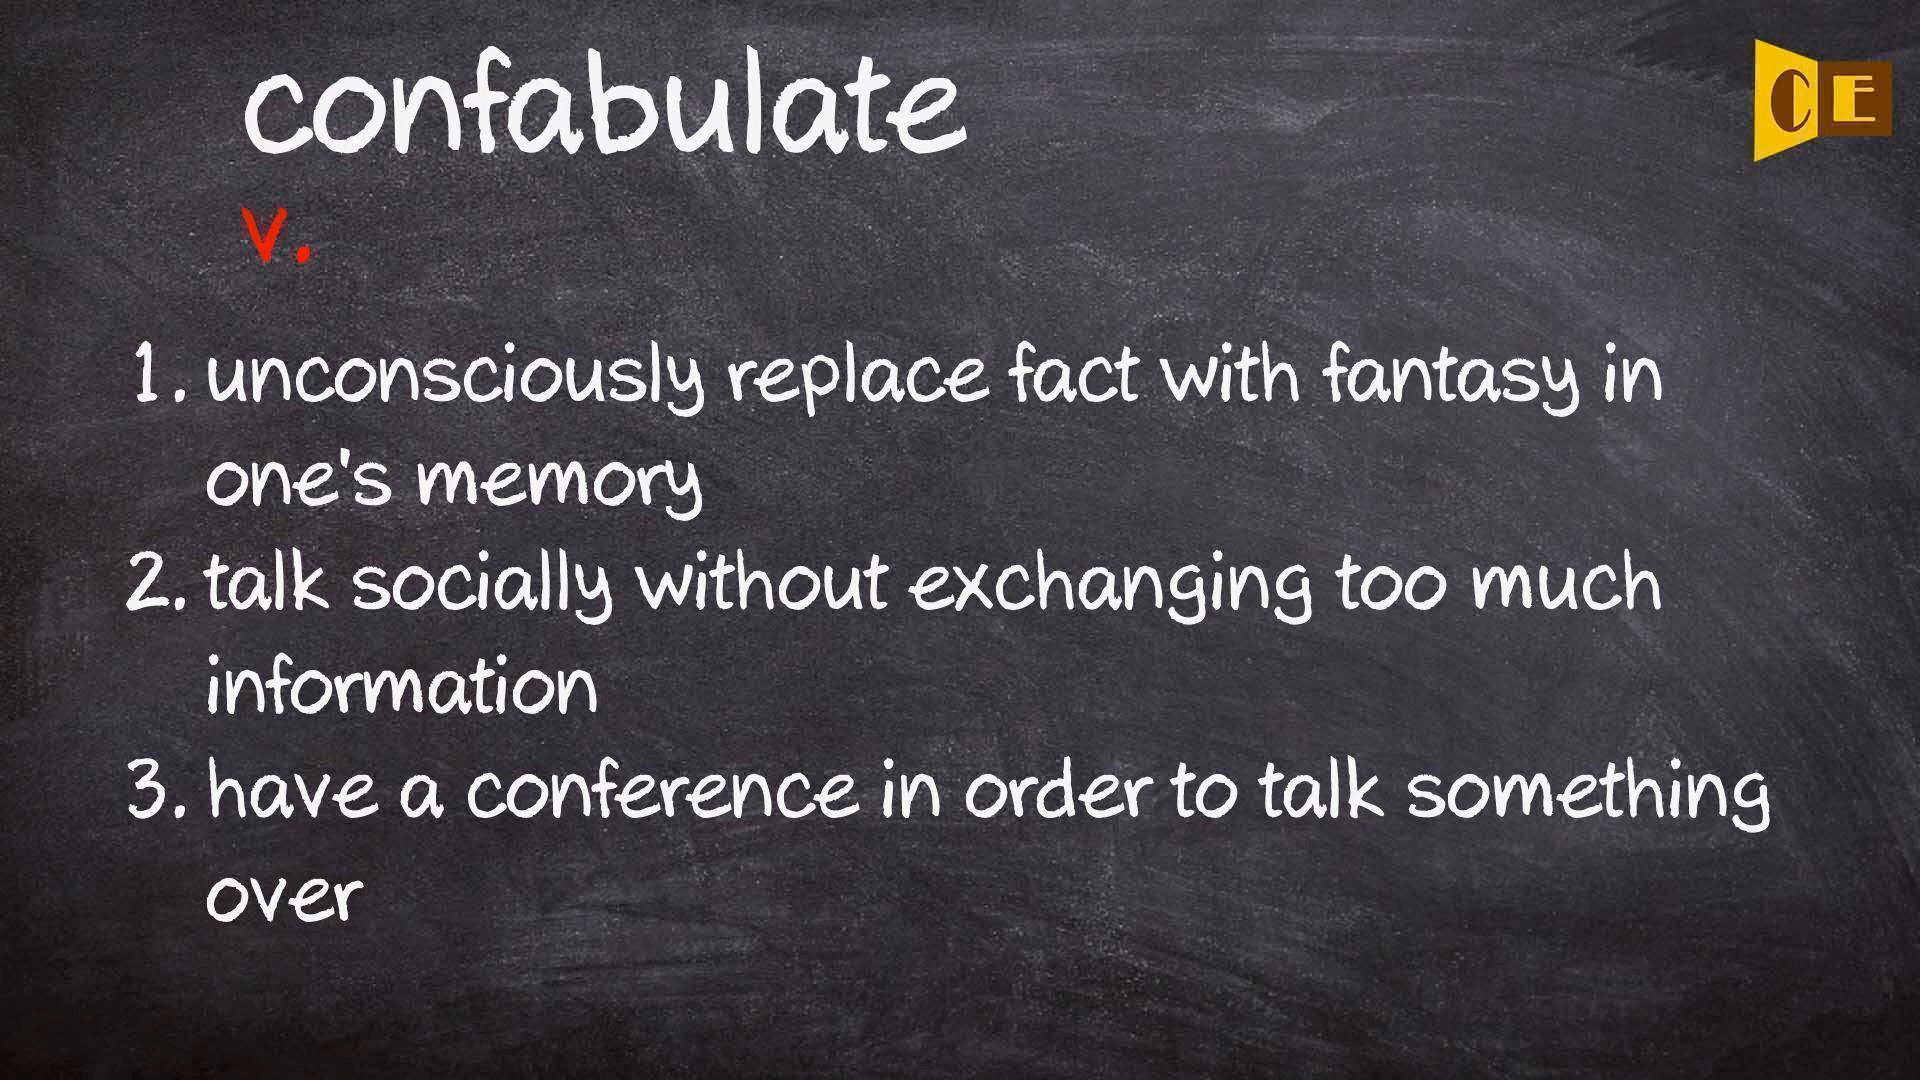 confabulate
CE
v.
1. unconsciously replace fact with fantasy in
one's memory
2. talk socially without exchanging too much
information
3. have a conference in order to talk something
over